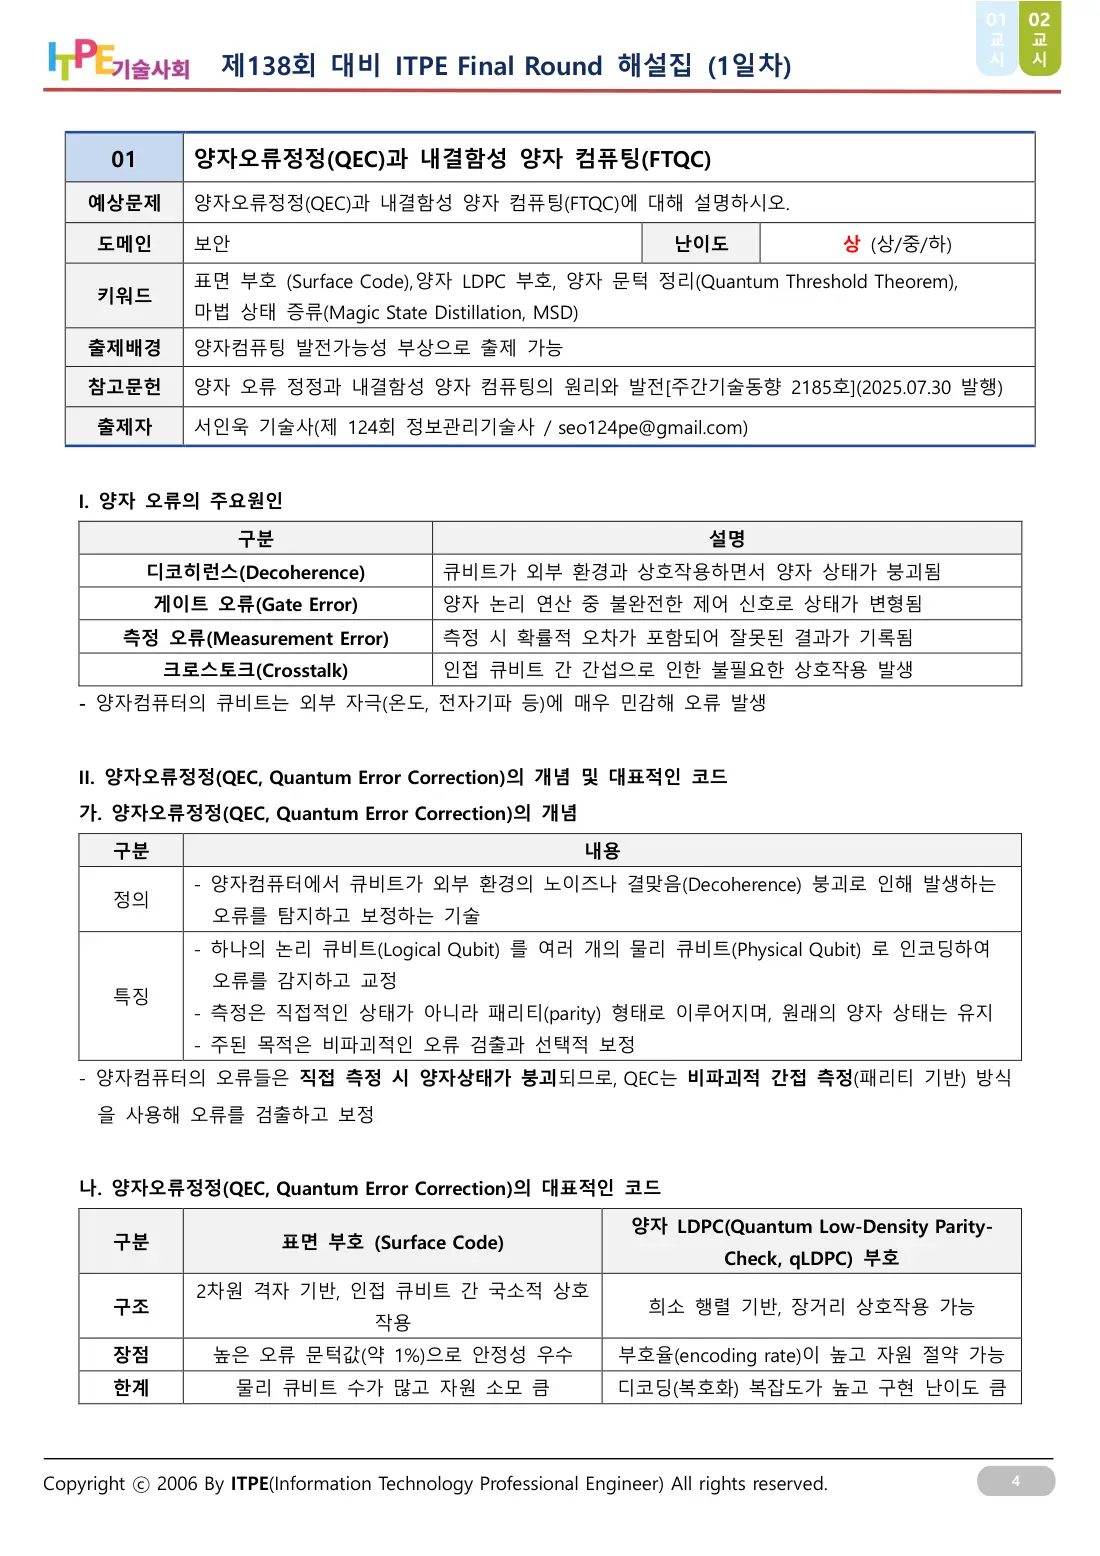 01
교
시
02
교
시
ITPE기술사회 제138회 대비 ITPE Final Round 해설집 (1일차)
01 양자오류정정(QEC)과 내결함성 양자 컴퓨팅(FTQC)
예상문제 양자오류정정(QEC)과 내결함성 양자 컴퓨팅(FTQC)에 대해 설명하시오.
도메인 보안 난이도 상 (상/중/하)
키워드 표면 부호 (Surface Code),양자 LDPC 부호, 양자 문턱 정리(Quantum Threshold Theorem),
마법 상태 증류(Magic State Distillation, MSD)
출제배경 양자컴퓨팅 발전가능성 부상으로 출제 가능
참고문헌 양자 오류 정정과 내결함성 양자 컴퓨팅의 원리와 발전[주간기술동향 2185호](2025.07.30 발행)
출제자 서인욱 기술사(제 124회 정보관리기술사 / seo124pe@gmail.com)
I. 양자 오류의 주요원인
구분 설명
디코히런스(Decoherence) 큐비트가 외부 환경과 상호작용하면서 양자 상태가 붕괴됨
게이트 오류(Gate Error) 양자 논리 연산 중 불완전한 제어 신호로 상태가 변형됨
측정 오류(Measurement Error) 측정 시 확률적 오차가 포함되어 잘못된 결과가 기록됨
크로스토크(Crosstalk) 인접 큐비트 간 간섭으로 인한 불필요한 상호작용 발생
- 양자컴퓨터의 큐비트는 외부 자극(온도, 전자기파 등)에 매우 민감해 오류 발생
II. 양자오류정정(QEC, Quantum Error Correction)의 개념 및 대표적인 코드
가. 양자오류정정(QEC, Quantum Error Correction)의 개념
구분 내용
정의 - 양자컴퓨터에서 큐비트가 외부 환경의 노이즈나 결맞음(Decoherence) 붕괴로 인해 발생하는
오류를 탐지하고 보정하는 기술
특징 - 하나의 논리 큐비트(Logical Qubit) 를 여러 개의 물리 큐비트(Physical Qubit) 로 인코딩하여
오류를 감지하고 교정
- 측정은 직접적인 상태가 아니라 패리티(parity) 형태로 이루어지며, 원래의 양자 상태는 유지
- 주된 목적은 비파괴적인 오류 검출과 선택적 보정
- 양자컴퓨터의 오류들은 직접 측정 시 양자상태가 붕괴되므로, QEC는 비파괴적 간접 측정(패리티 기반) 방식
을 사용해 오류를 검출하고 보정
나. 양자오류정정(QEC, Quantum Error Correction)의 대표적인 코드
구분 표면 부호 (Surface Code) 양자 LDPC(Quantum Low-Density Parity-
Check, qLDPC) 부호
구조 2차원 격자 기반, 인접 큐비트 간 국소적 상호
작용 희소 행렬 기반, 장거리 상호작용 가능
장점 높은 오류 문턱값(약 1%)으로 안정성 우수 부호율(encoding rate)이 높고 자원 절약 가능
한계 물리 큐비트 수가 많고 자원 소모 큼 디코딩(복호화) 복잡도가 높고 구현 난이도 큼
Copyright ⓒ 2006 By ITPE(Information Technology Professional Engineer) All rights reserved. 4